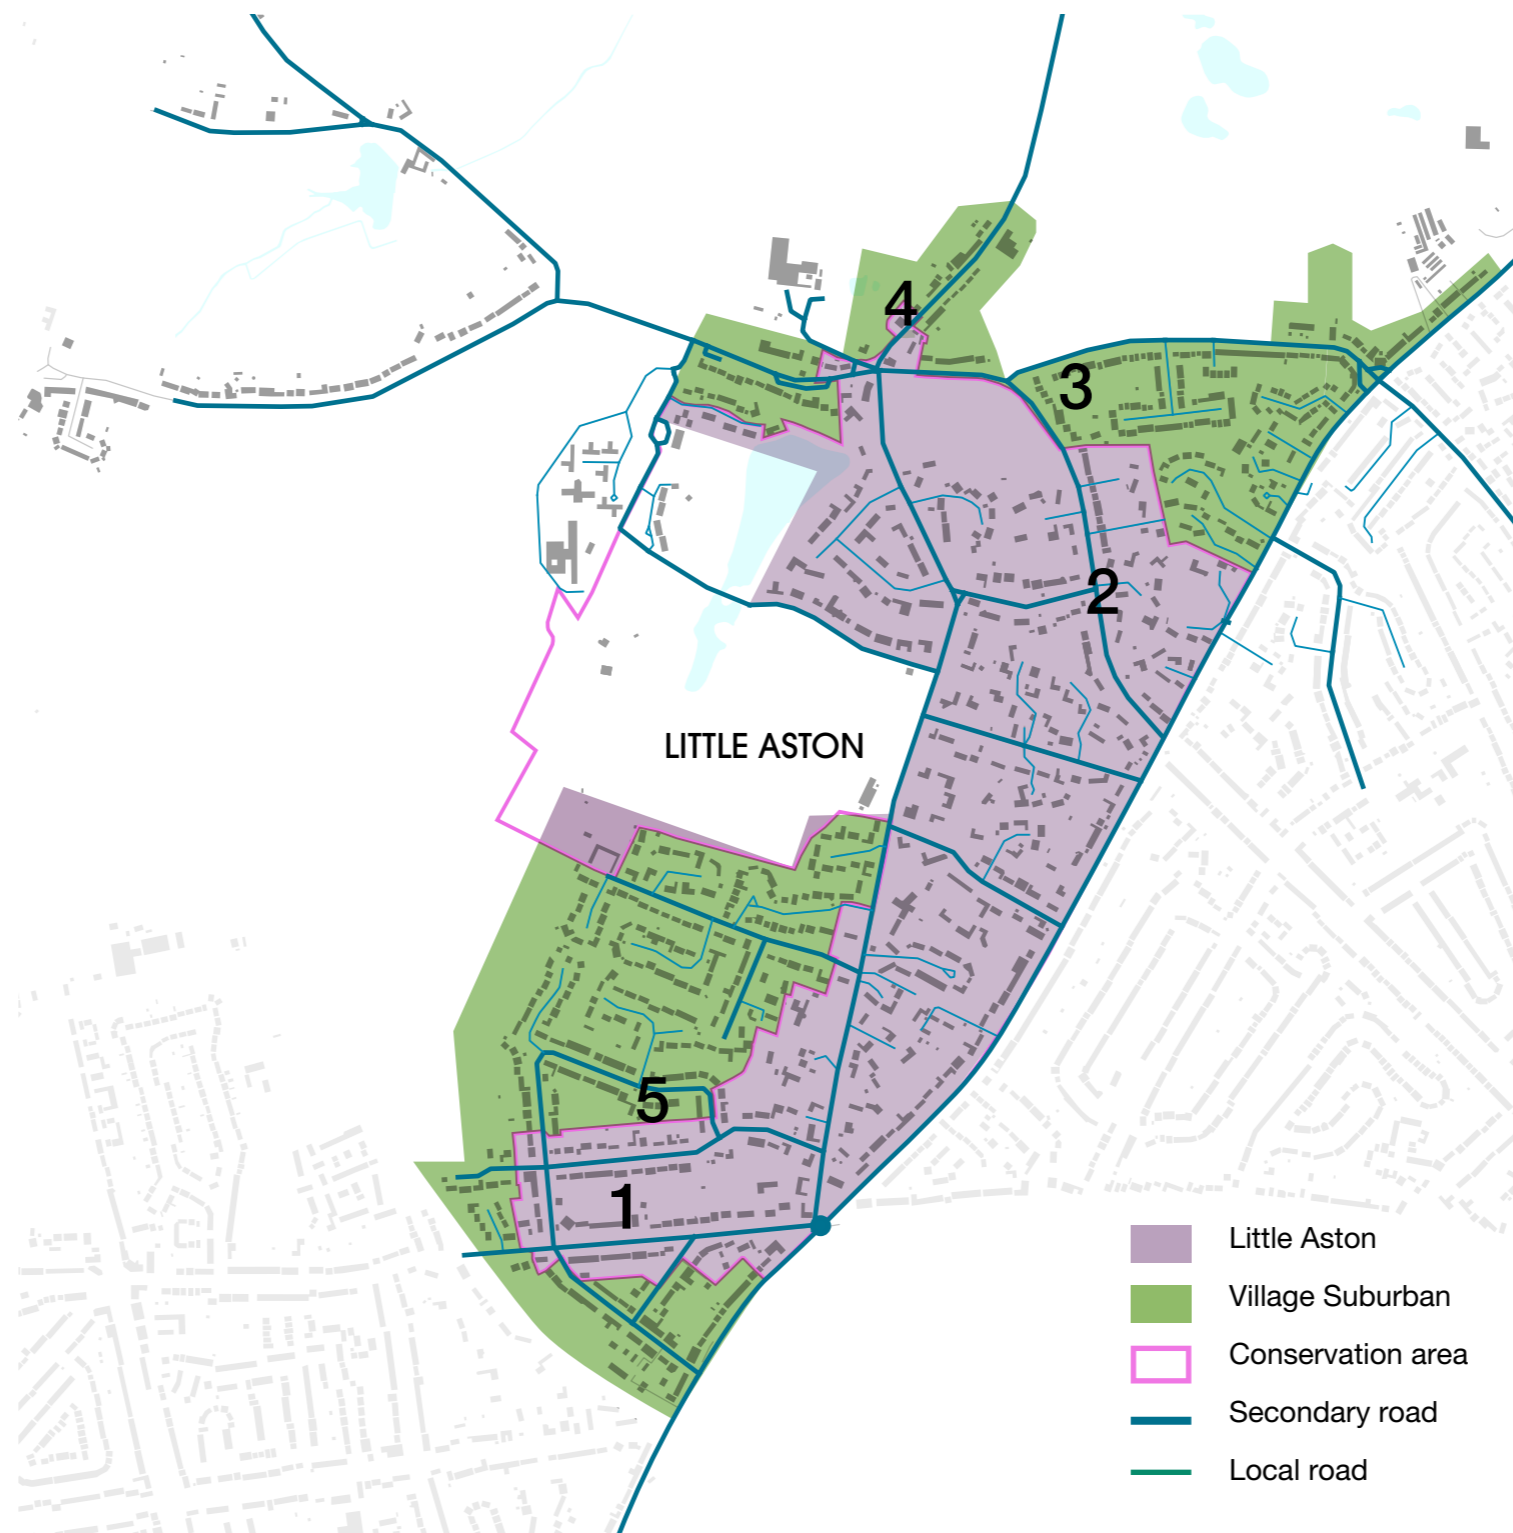 4
3
2
LITTLE ASTON
5
1
Little Aston
Village Suburban
Conservation area
Secondary road
Local road